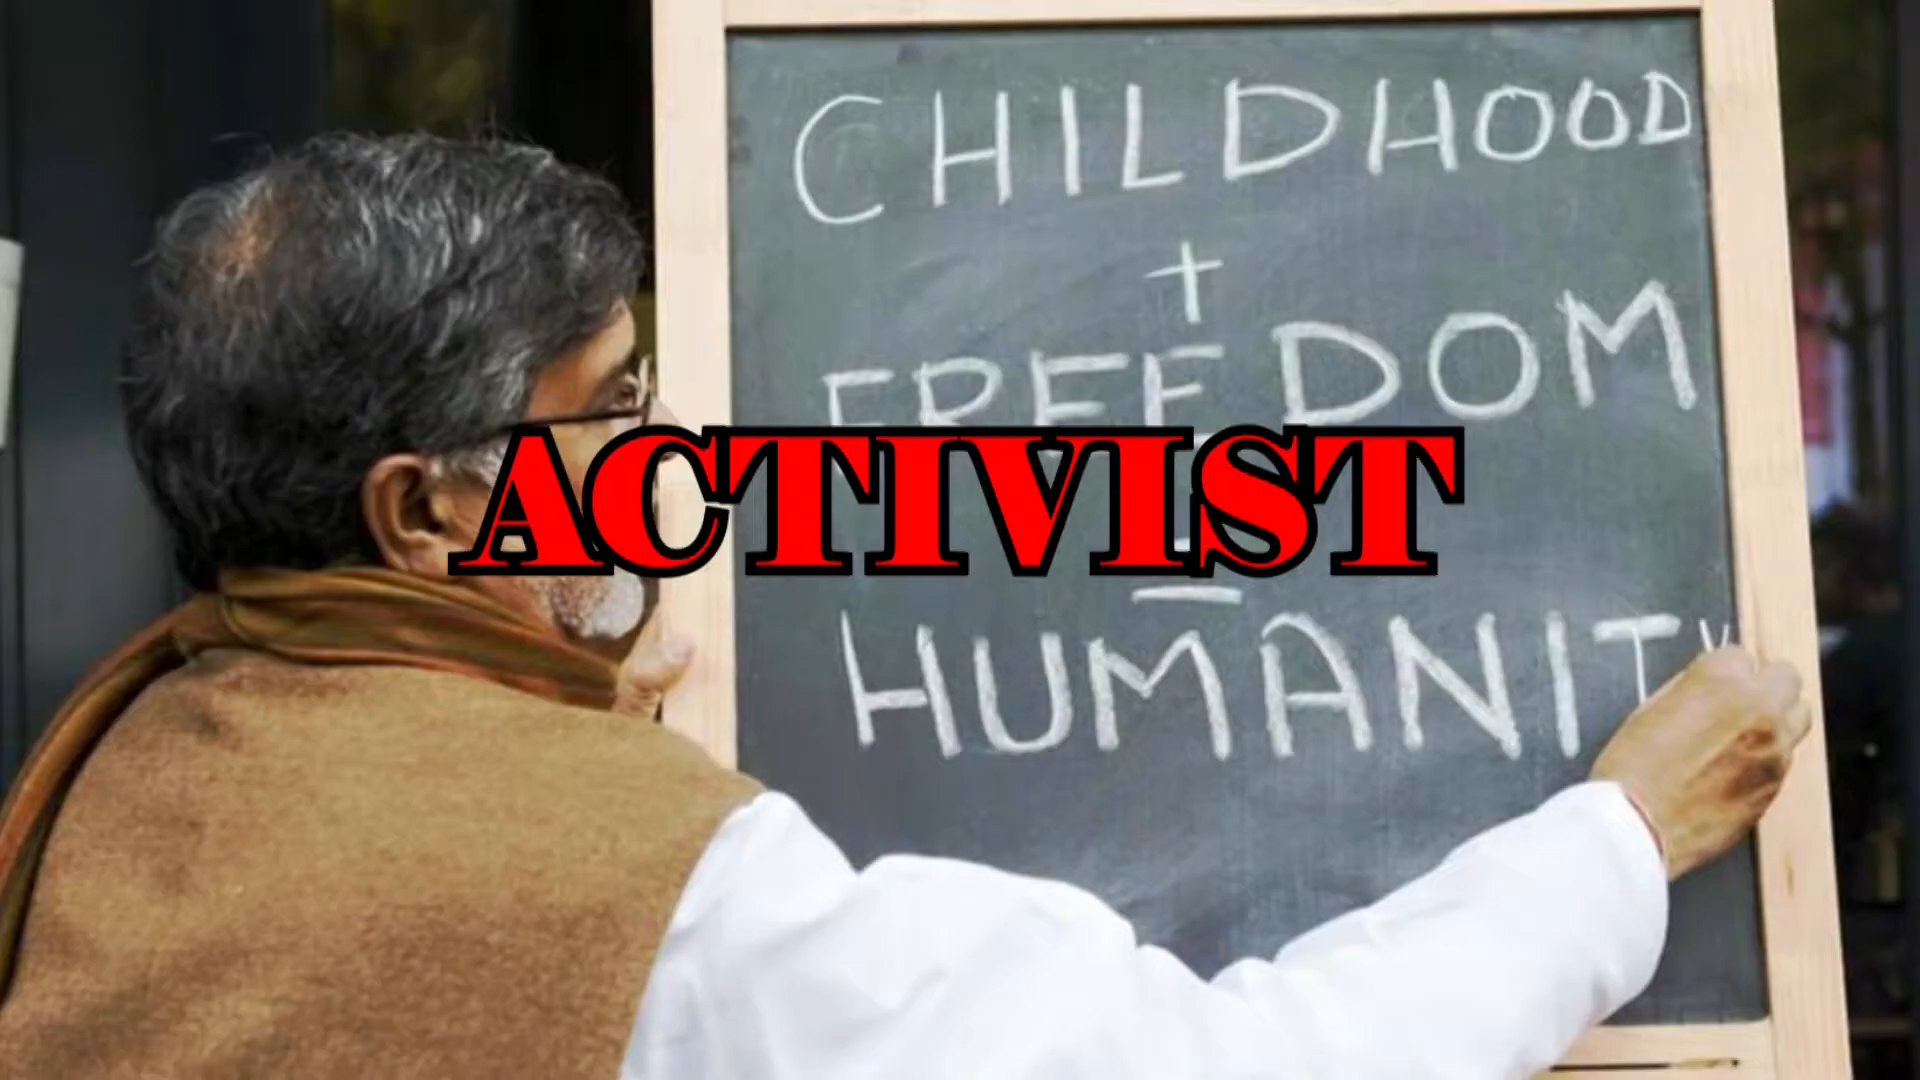 CHILDHOOD
+
FREEDOM
ACTIVIST
=
HUMANITY